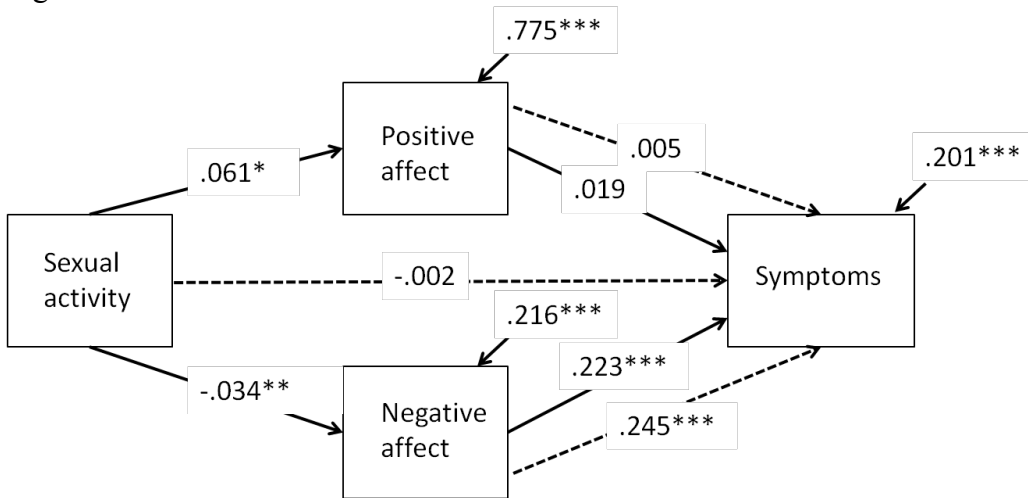 .775***
Positive
affect
.005
.201***
.061*
.019
Sexual
activity
-.002
Symptoms
.216***
.223***
-.034**
Negative
affect
.245***